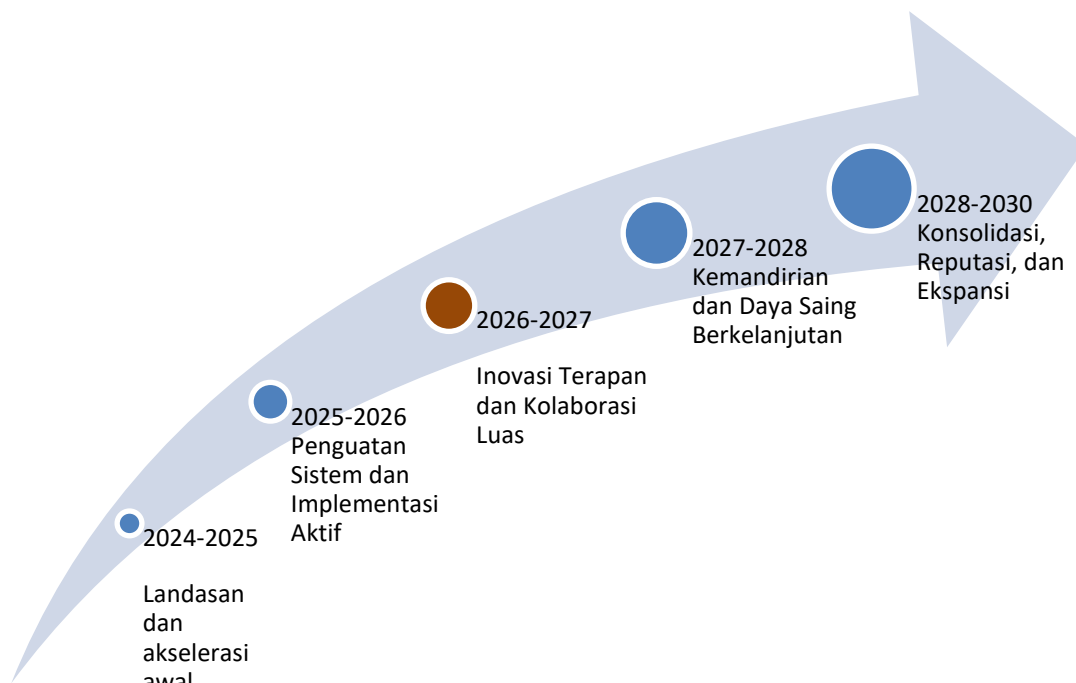 2024-2025
Landasan
dan
akselerasi
awal
2025-2026
Penguatan
Sistem dan
Implementasi
Aktif
2026-2027
Inovasi Terapan
dan Kolaborasi
Luas
2027-2028
Kemandirian
dan Daya Saing
Berkelanjutan
2028-2030
Konsolidasi,
Reputasi, dan
Ekspansi